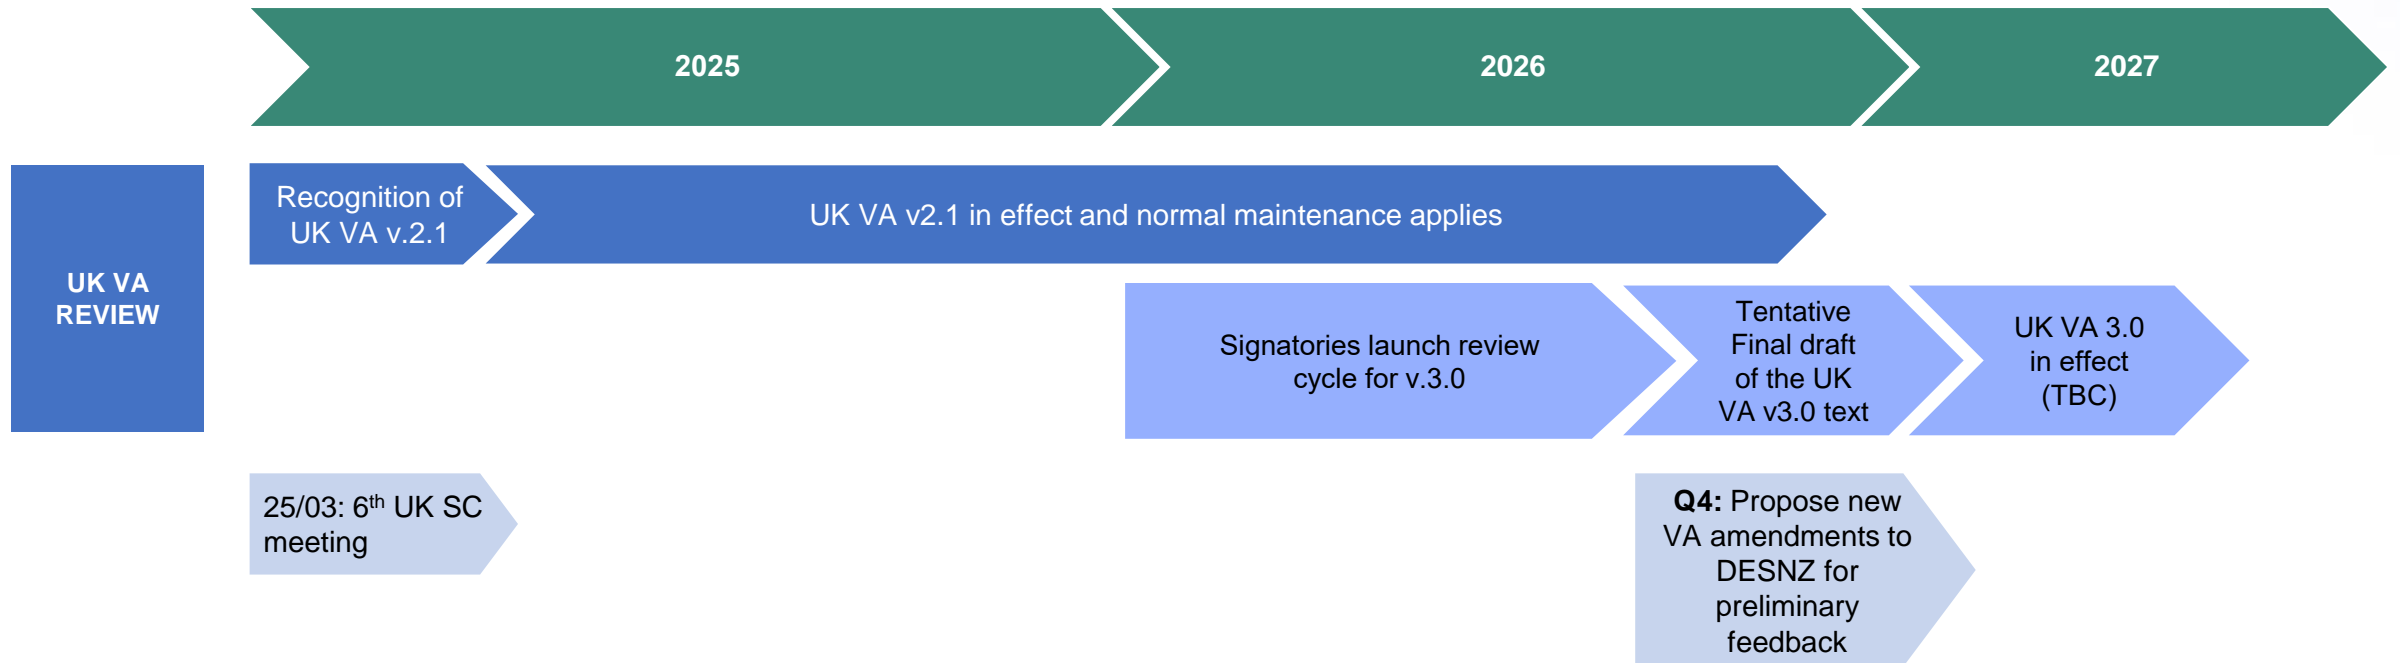 2025
2026
2027
UK VA
REVIEW
Recognition of
UK VA v.2.1
UK VA v2.1 in effect and normal maintenance applies
Signatories launch review
cycle for v.3.0
Tentative
Final draft
of the UK
VA v3.0 text
UK VA 3.0
in effect
(TBC)
25/03: 6th UK SC
meeting
Q4: Propose new
VA amendments to
DESNZ for
preliminary
feedback